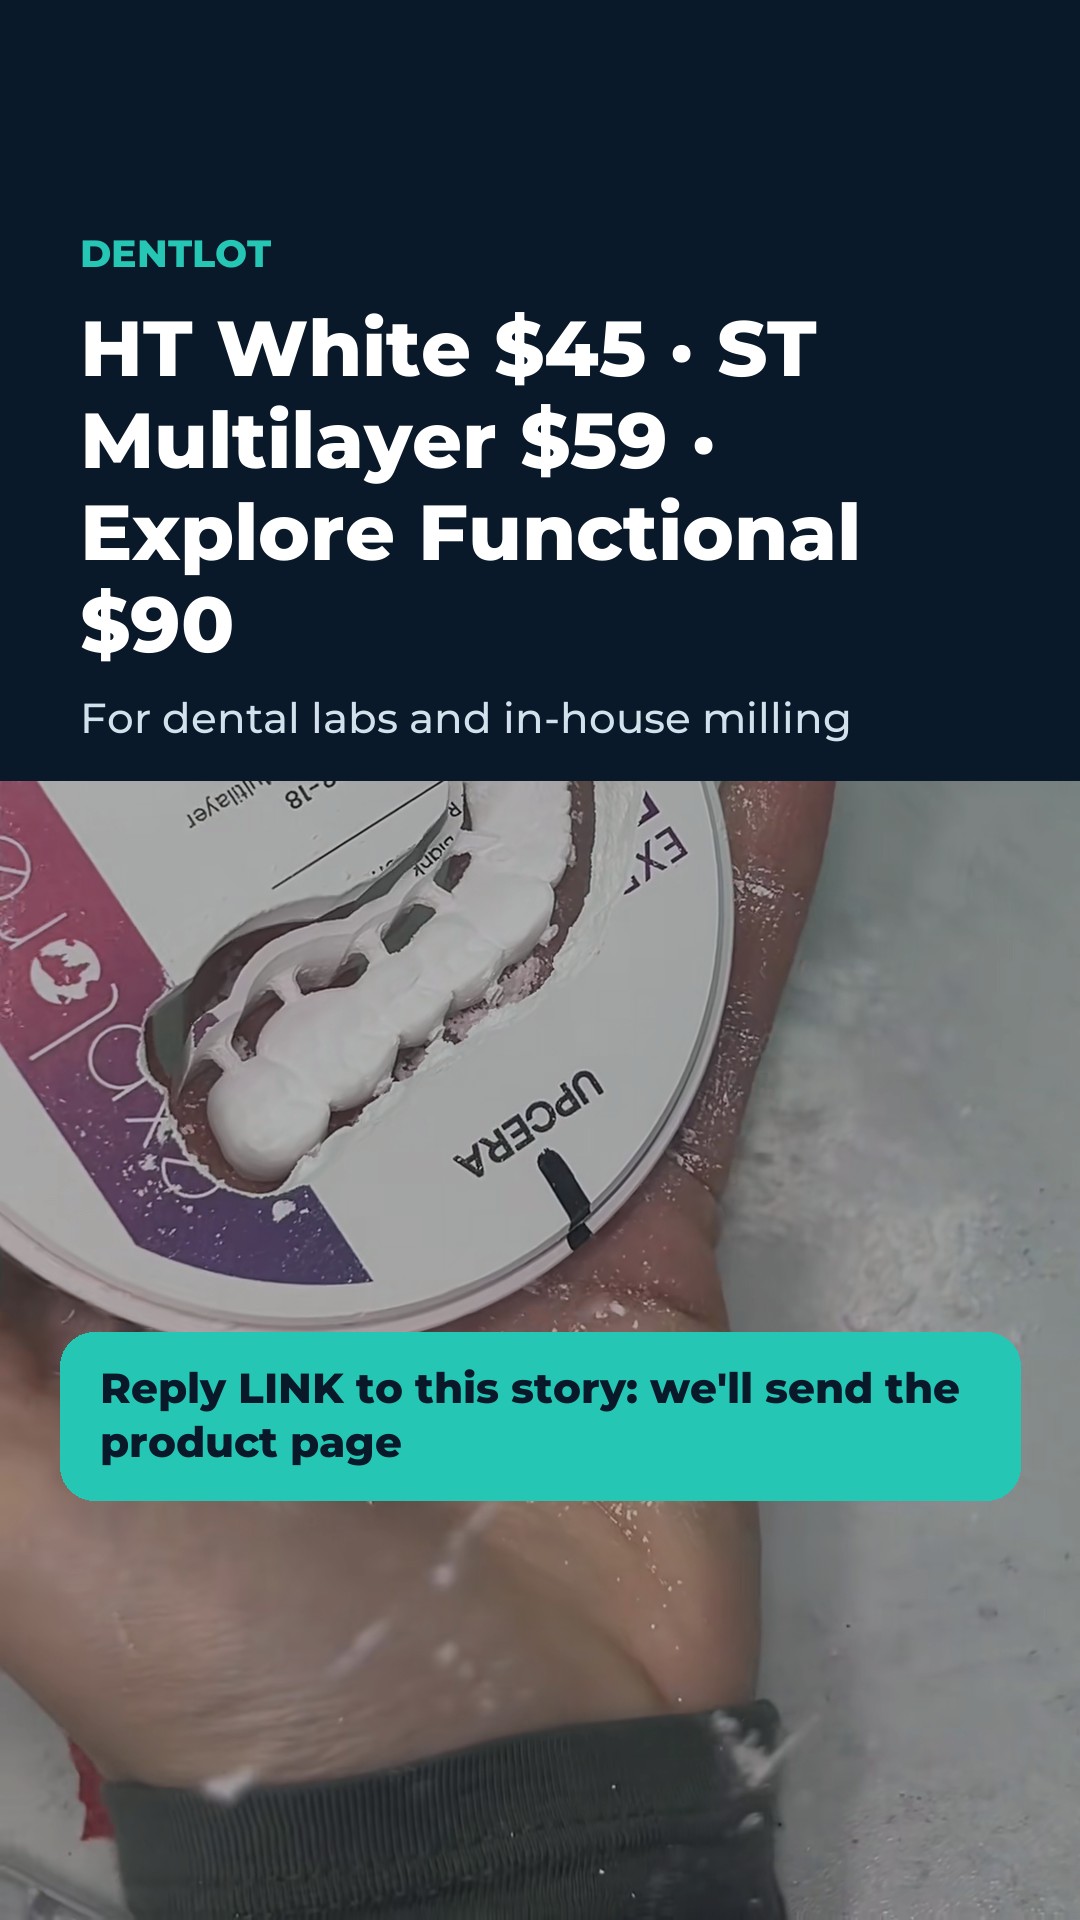 DENTLOT
HT White $45 • ST
Multilayer $59 •
Explore Functional
$90
For dental labs and in-house milling
UPCERA
Reply LINK to this story: we'll send the
product page